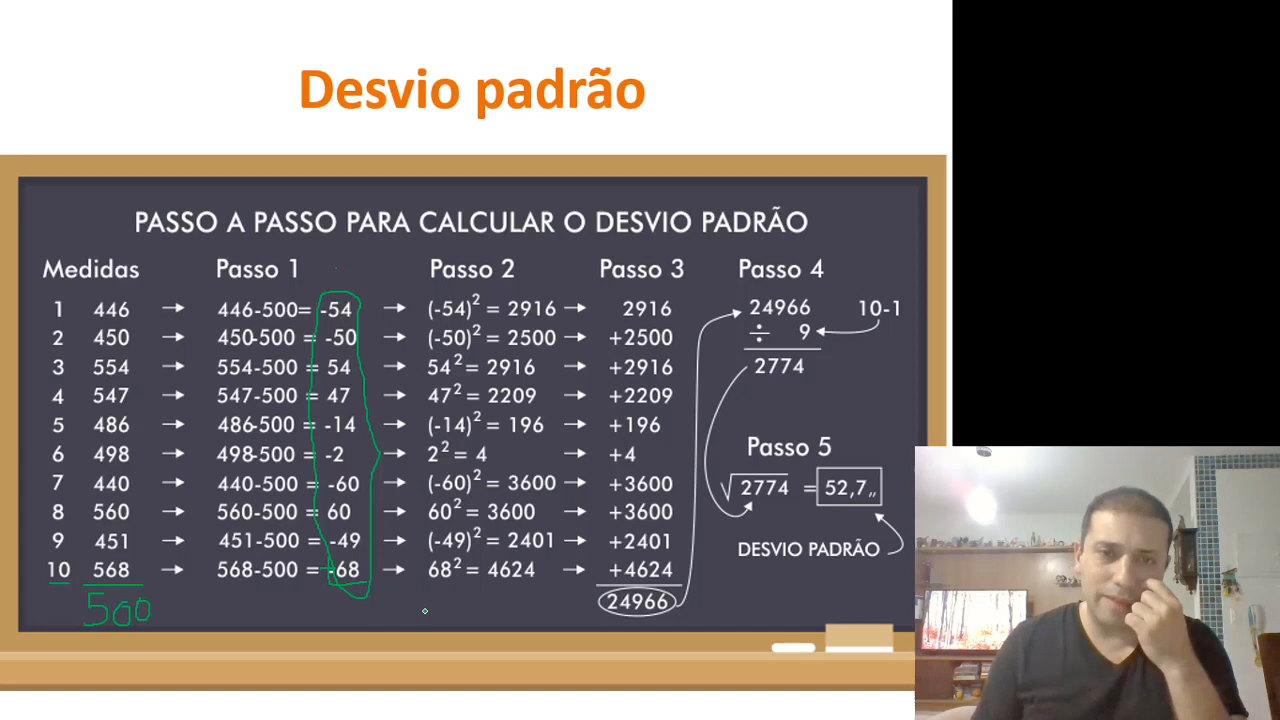 Desvio padrão
PASSO A PASSO PARA CALCULAR O DESVIO PADRÃO
Medidas Passo 1 Passo 2 Passo 3 Passo 4
1 446 → 446-500= -54 → (-54)² = 2916 → 2916 24966 10-1
2 450 → 450-500 = -50 → (-50)² = 2500 → +2500 ÷ 9
3 554 → 554-500 = 54 → 54² = 2916 → +2916 2774
4 547 → 547-500 = 47 → 47² = 2209 → +2209
5 486 → 486-500 = -14 → (-14)² = 196 → +196 Passo 5
6 498 → 498-500 = -2 → 2² = 4 → +4
7 440 → 440-500 = -60 → (-60)² = 3600 → +3600 √2774 = 52,7,,
8 560 → 560-500 = 60 → 60² = 3600 → +3600
9 451 → 451-500 = -49 → (-49)² = 2401 → +2401 DESVIO PADRÃO
10 568 → 568-500 = -68 → 68² = 4624 → +4624
500 24966